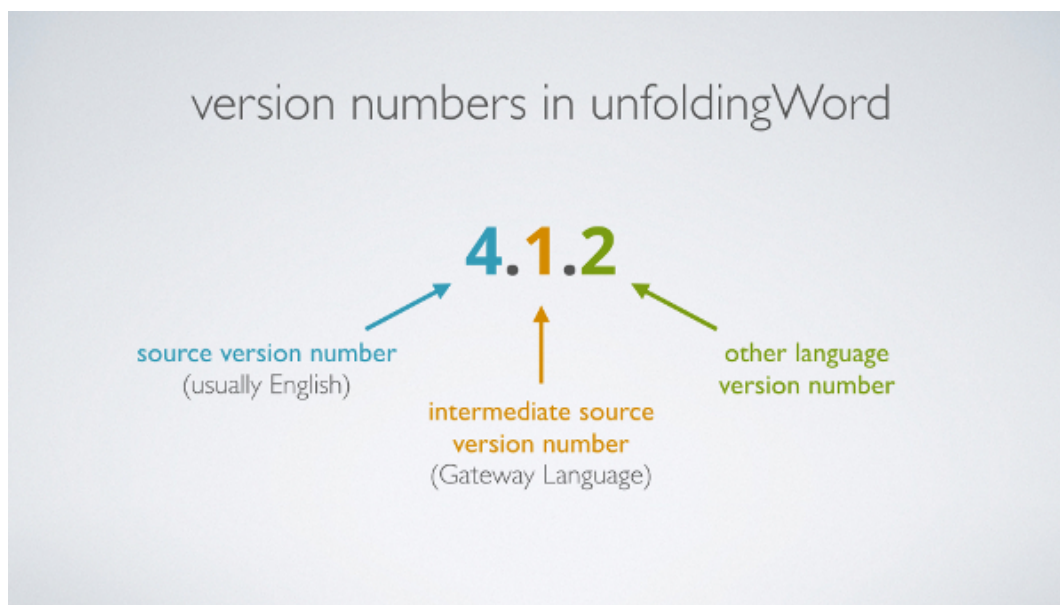 version numbers in unfoldingWord
4.1.2
source version number
(usually English)
intermediate source
version number
(Gateway Language)
other language
version number